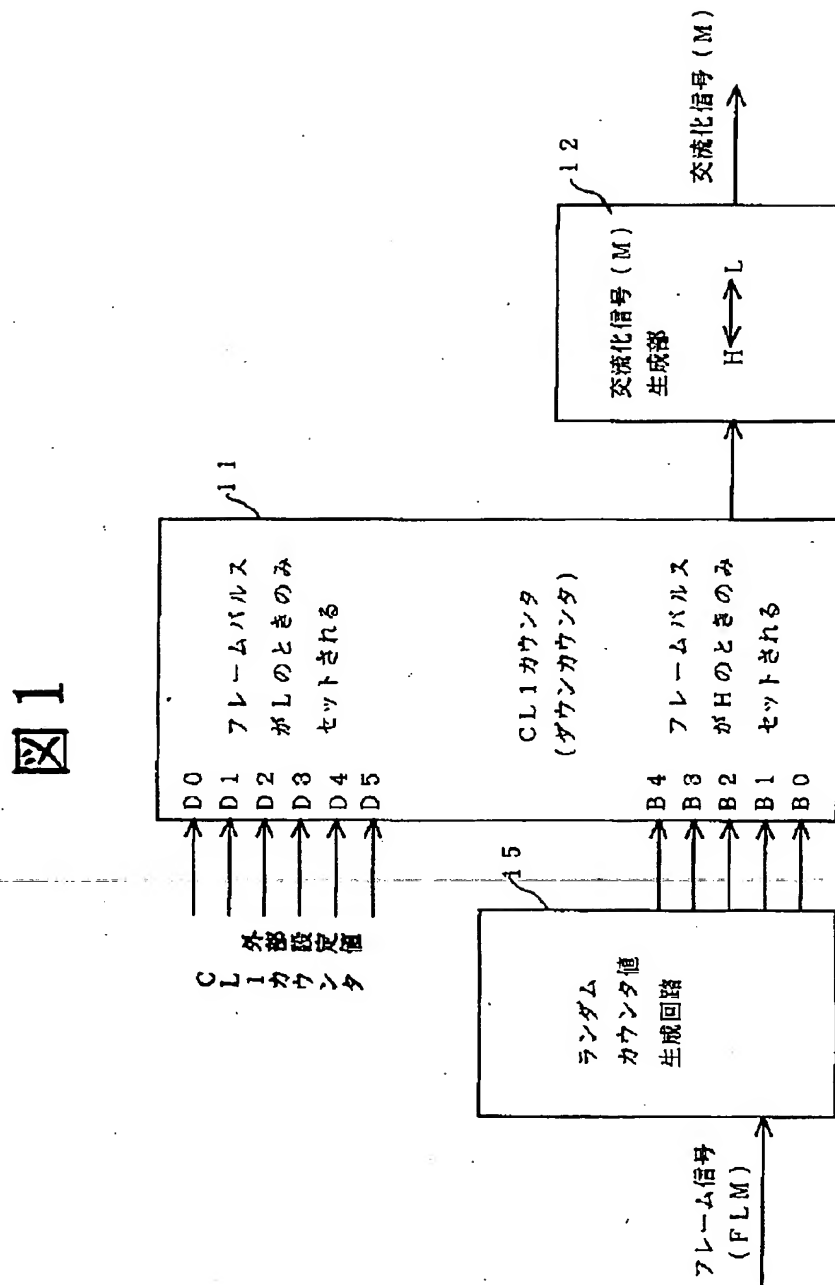 図1
D0
D1
D2
D3
D4
D5
フレームパルス
がLのときのみ
セットされる
11
CL1カウンタ
外部設定値
CL1カウンタ
(ダウンカウンタ)
B4
B3
B2
B1
B0
フレームパルス
がHのときのみ
セットされる
15
ランダム
カウンタ値
生成回路
フレーム信号
(FLM)
12
交流化信号(M)
生成部
H
L
交流化信号(M)